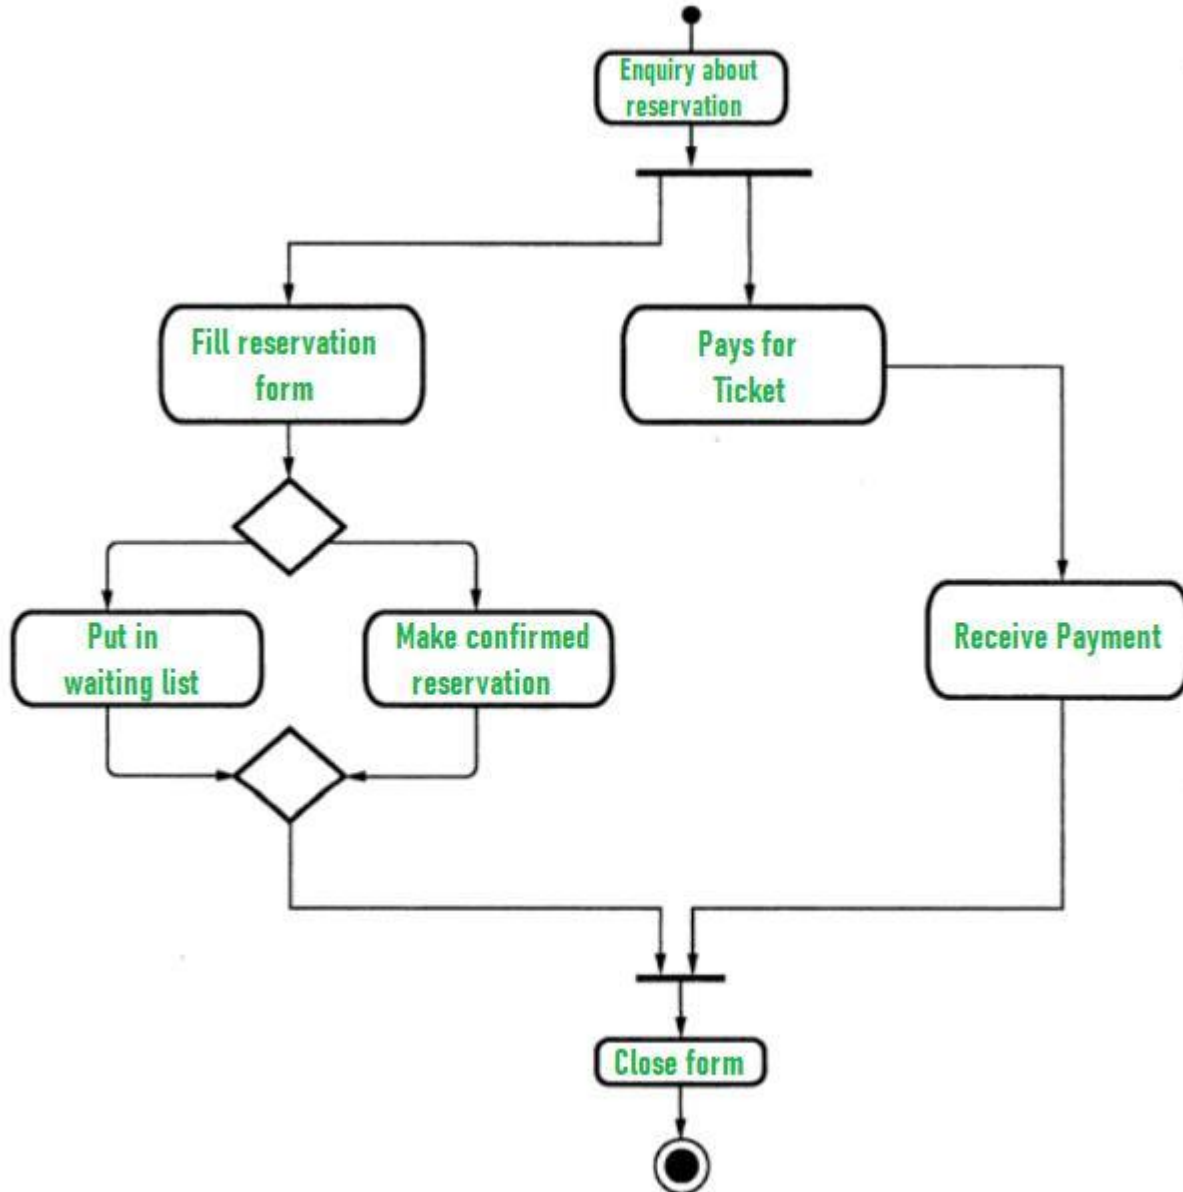 Enquiry about
reservation
Fill reservation
form
Pays for
Ticket
Put in
waiting list
Make confirmed
reservation
Receive Payment
Close form